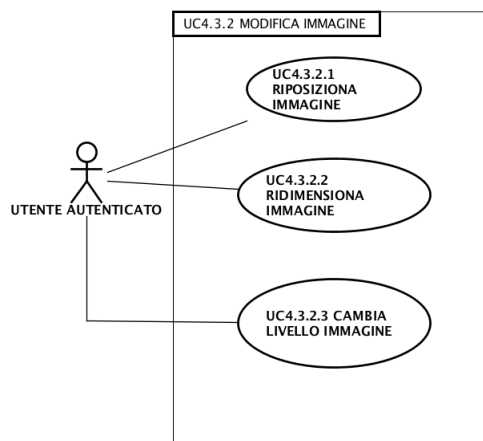 UC4.3.2 MODIFICA IMMAGINE
UC4.3.2.1
RIPOSIZIONA
IMMAGINE
UC4.3.2.2
RIDIMENSIONA
IMMAGINE
UTENTE AUTENTICATO
UC4.3.2.3 CAMBIA
LIVELLO IMMAGINE